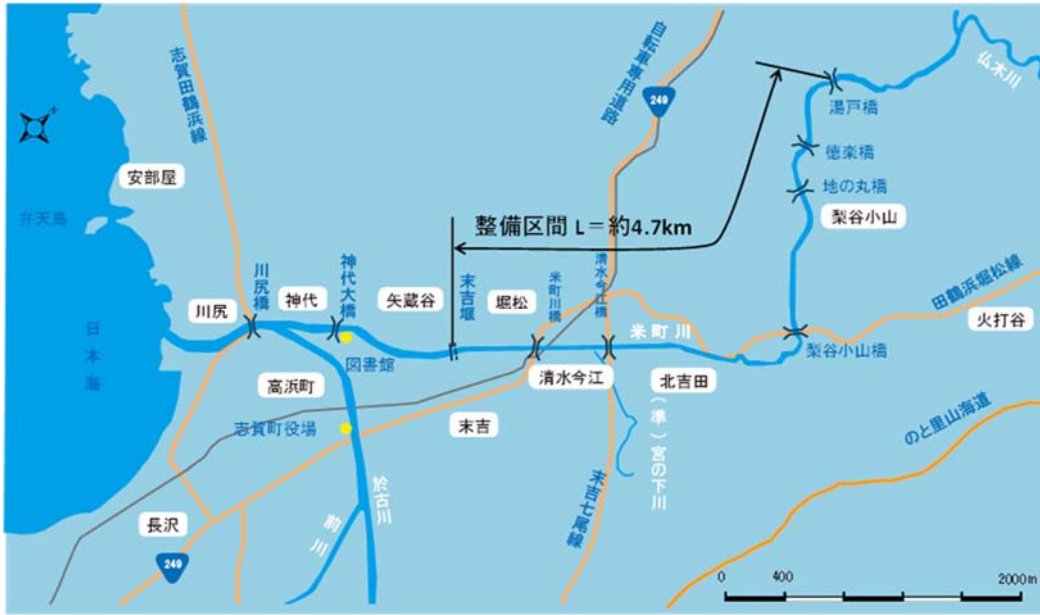 志賀田鶴浜線
自転車専用道路
249
仏木川
湯戸橋
徳楽橋
地の丸橋
梨谷小山
安部屋
弁天島
整備区間 L=約4.7km
川尻橋
神代
神代大橋
矢蔵谷
末吉堰
堀松
米町川橋
清水今江橋
川尻
米町川
田鶴浜堀松線
火打谷
梨谷小山橋
日本海
図書館
高浜町
清水今江
北吉田
末吉
志賀町役場
(準)宮の下川
のと里山海道
於古川
末吉七尾線
長沢
前川
249
0 400 2000m